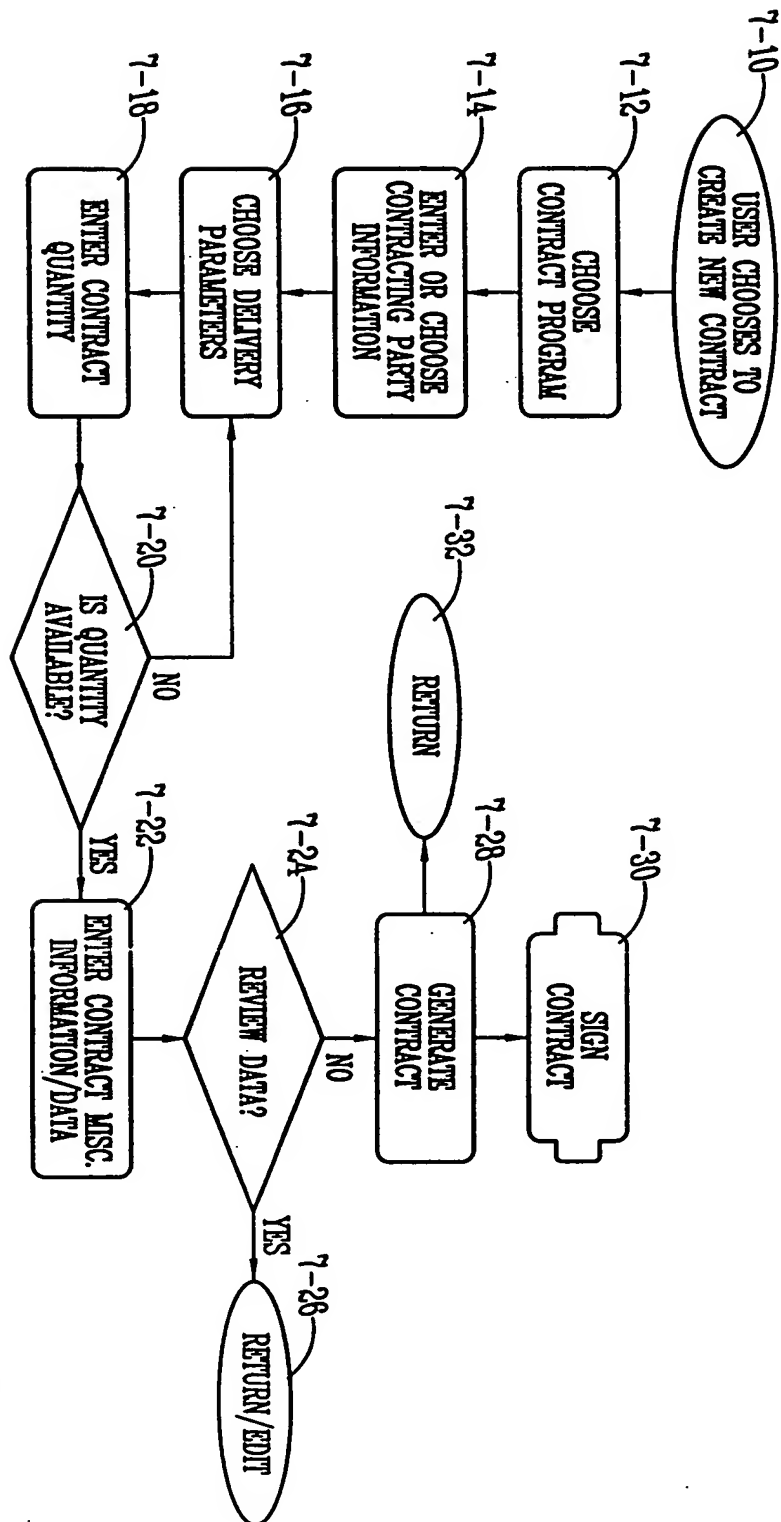 7-10
USER CHOOSES TO
CREATE NEW CONTRACT
7-12
CHOOSE
CONTRACT PROGRAM
7-14
ENTER OR CHOOSE
CONTRACTING PARTY
INFORMATION
7-16
CHOOSE DELIVERY
PARAMETERS
7-18
ENTER CONTRACT
QUANTITY
7-20
IS QUANTITY
AVAILABLE?
NO
YES
7-22
ENTER CONTRACT MISC.
INFORMATION/DATA
7-24
REVIEW DATA?
NO
YES
7-26
RETURN/EDIT
7-28
GENERATE
CONTRACT
7-30
SIGN
CONTRACT
7-32
RETURN